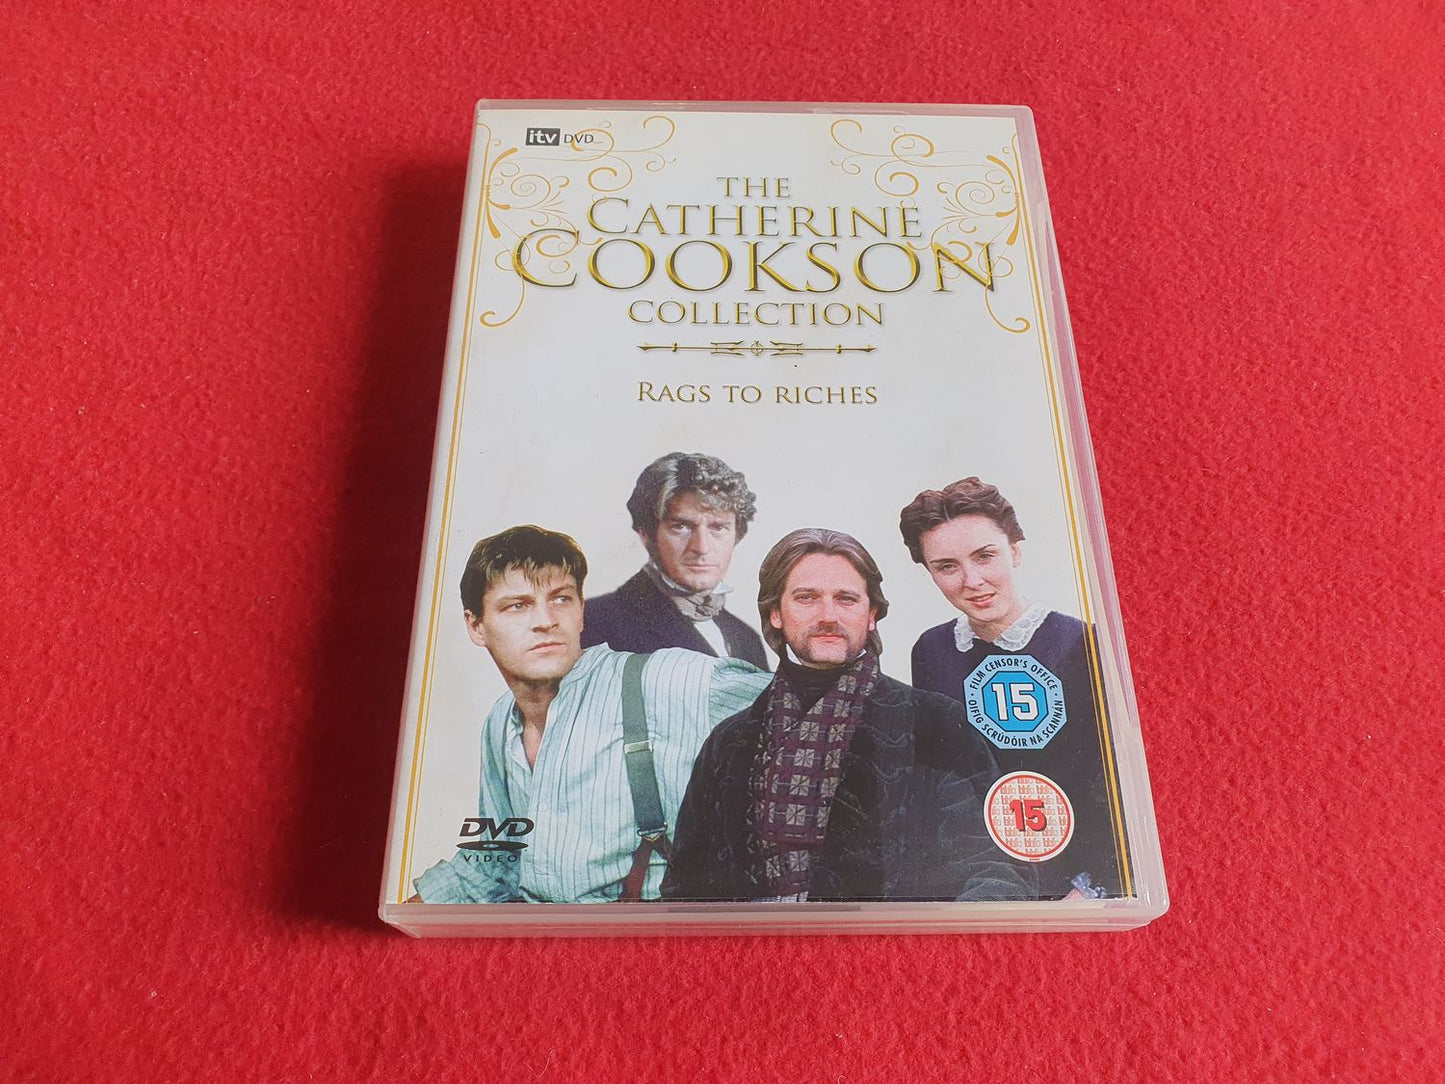 itv DVD
THE
CATHERINE
COOKSON
COLLECTION
RAGS TO RICHES
· FILM CENSOR'S OFFICE ·
15
OIFIG SCRÚDÓIR NA SCANNÁN
15
DVD
VIDEO